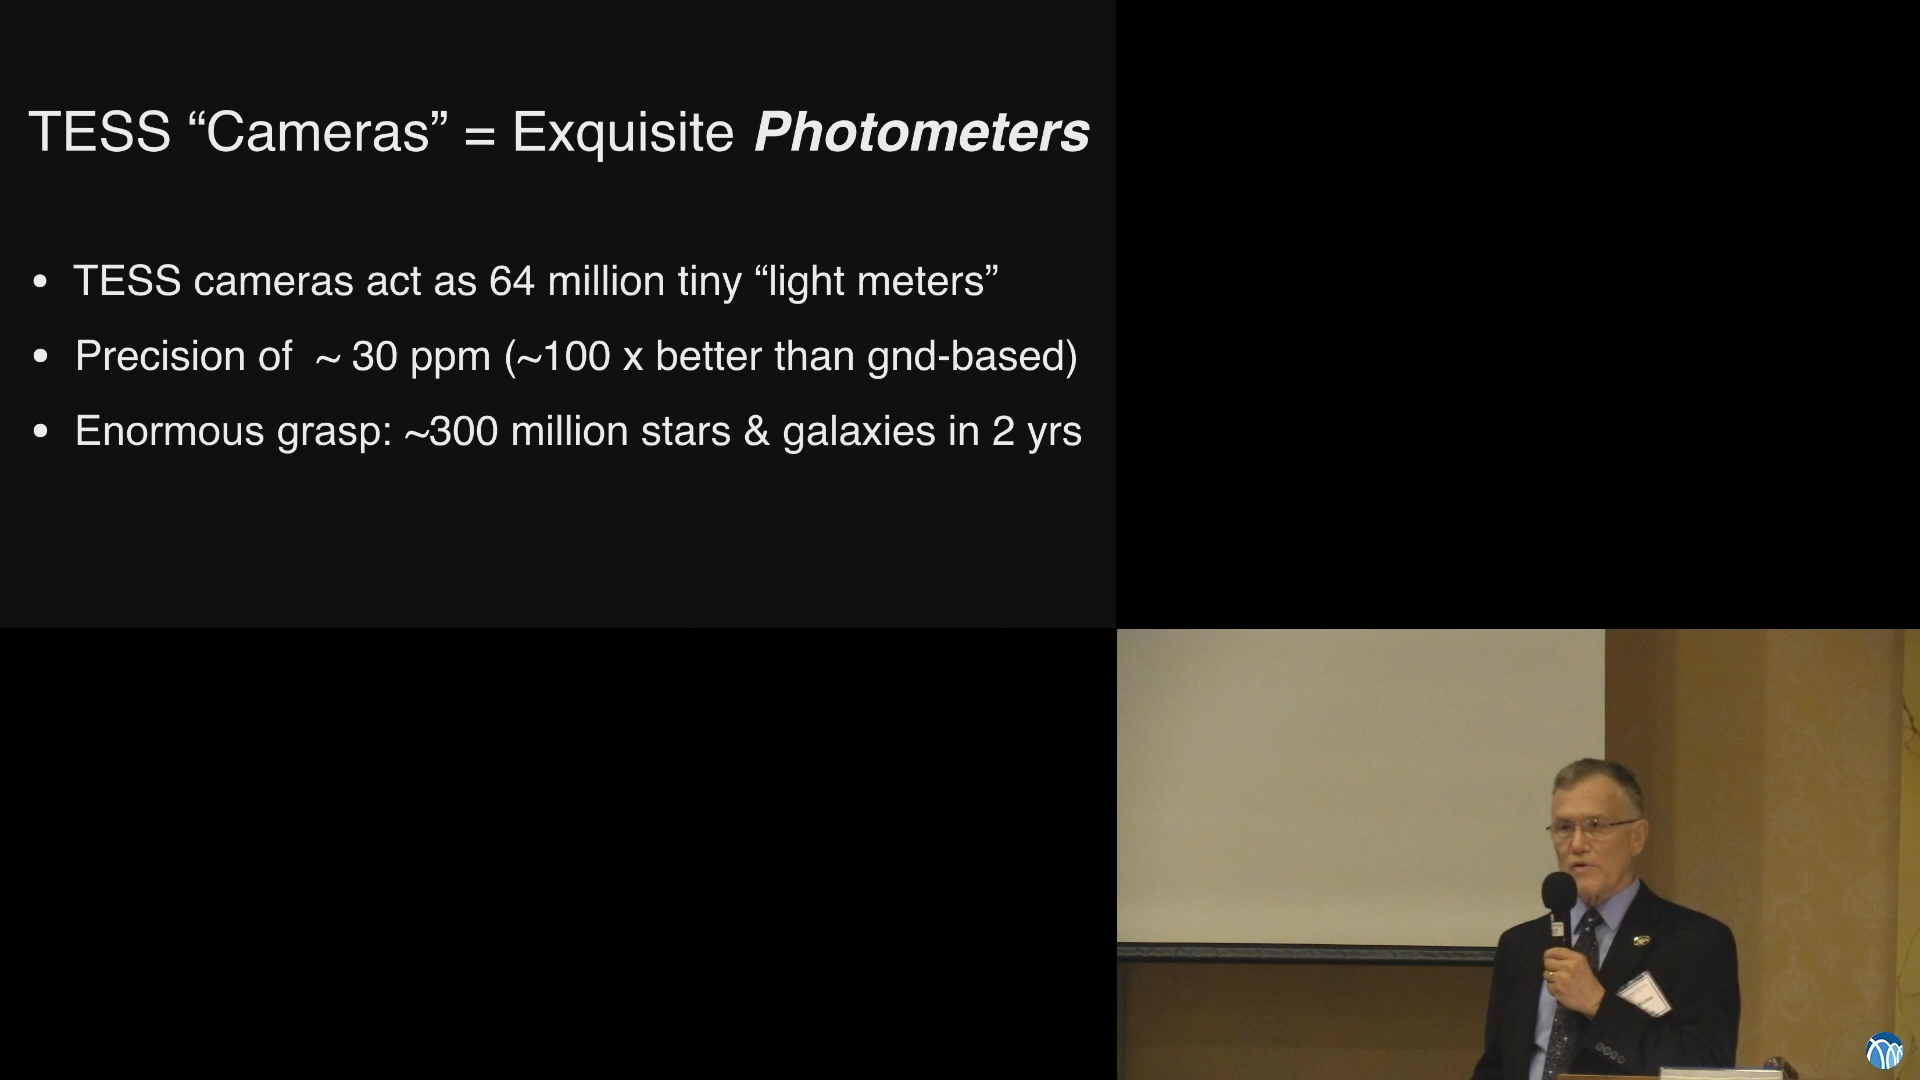 TESS “Cameras” = Exquisite Photometers
• TESS cameras act as 64 million tiny “light meters”
• Precision of ~ 30 ppm (~100 x better than gnd-based)
• Enormous grasp: ~300 million stars & galaxies in 2 yrs